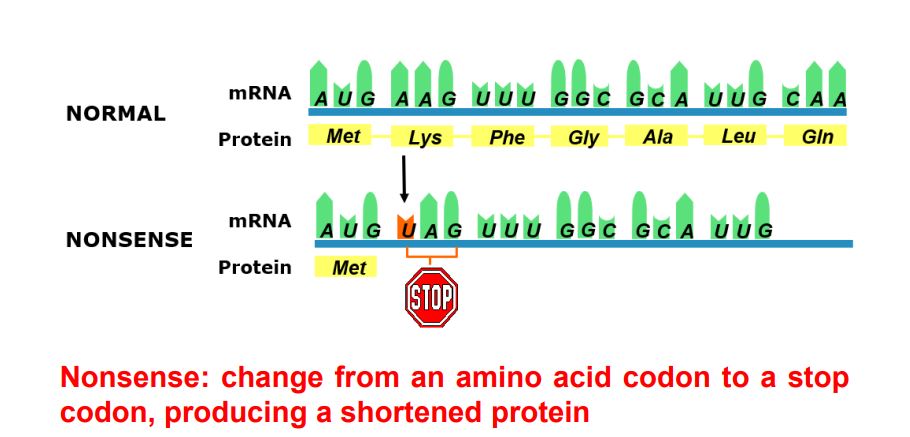 mRNA A U G A A G U U U G G C G C A U U G C A A
NORMAL
Protein Met Lys Phe Gly Ala Leu Gln
mRNA A U G U A G U U U G G C G C A U U G
NONSENSE
Protein Met
STOP
Nonsense: change from an amino acid codon to a stop
codon, producing a shortened protein